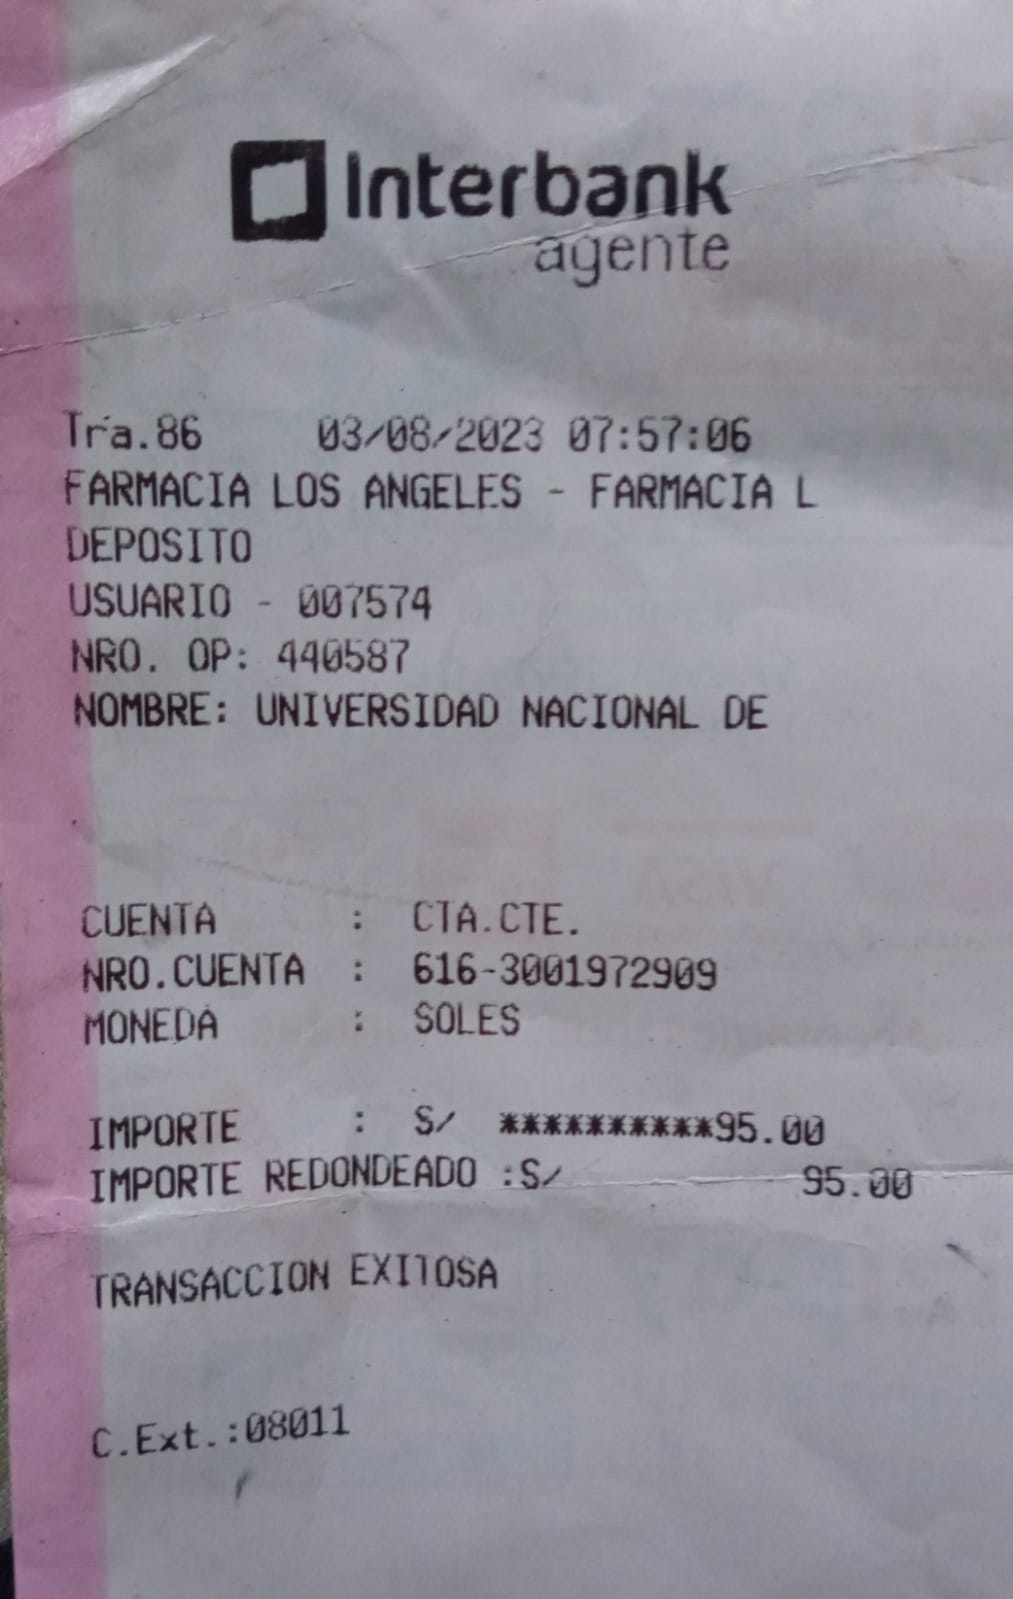 Interbank
agente
Tra.86 03/08/2023 07:57:06
FARMACIA LOS ANGELES - FARMACIA L
DEPOSITO
USUARIO - 007574
NRO. OP: 440587
NOMBRE: UNIVERSIDAD NACIONAL DE
CUENTA : CTA.CTE.
NRO.CUENTA : 616-3001972909
MONEDA : SOLES
IMPORTE : S/ **********95.00
IMPORTE REDONDEADO :S/ 95.00
TRANSACCION EXITOSA
C.Ext.:08011